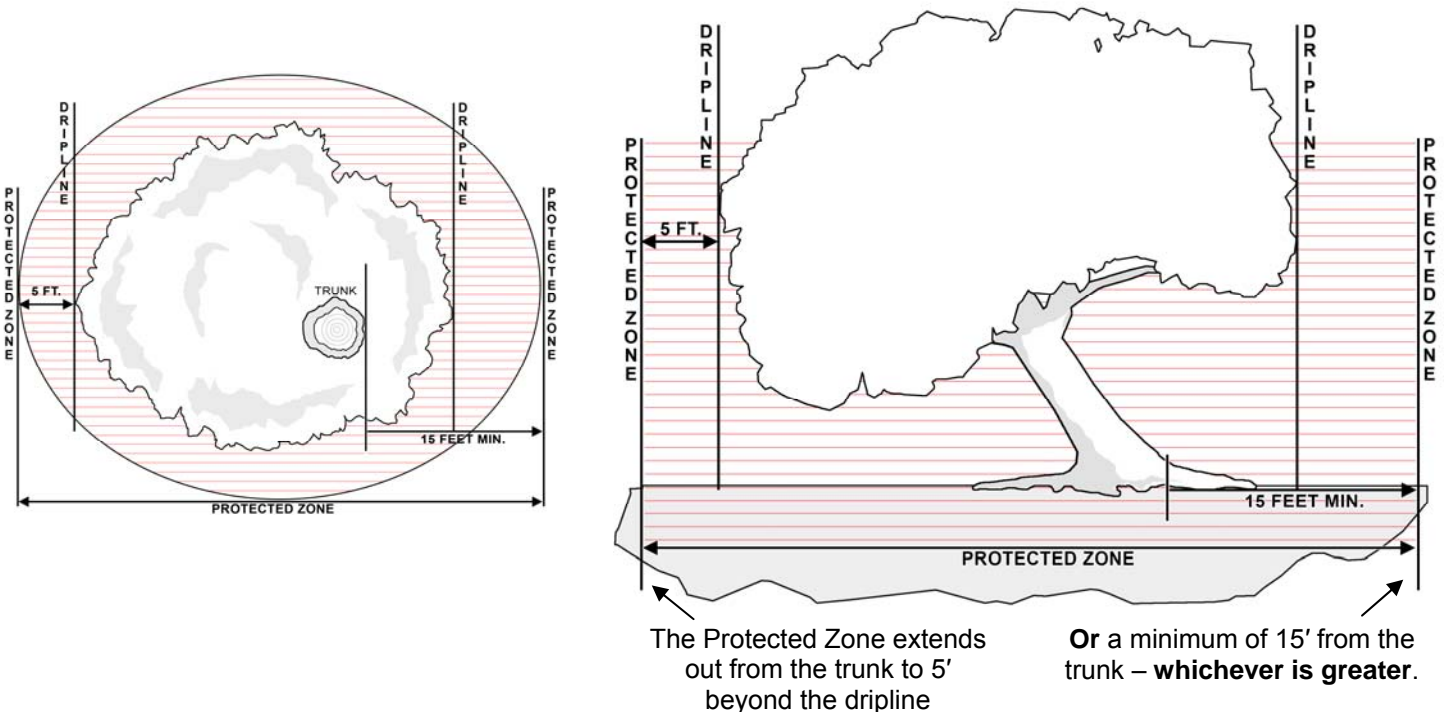 DRIPLINE
DRIPLINE
PROTECTED ZONE
PROTECTED ZONE
5 FT.
TRUNK
15 FEET MIN.
PROTECTED ZONE
DRIPLINE
DRIPLINE
PROTECTED ZONE
PROTECTED ZONE
5 FT.
15 FEET MIN.
PROTECTED ZONE
The Protected Zone extends
out from the trunk to 5′
beyond the dripline
Or a minimum of 15′ from the
trunk – whichever is greater.